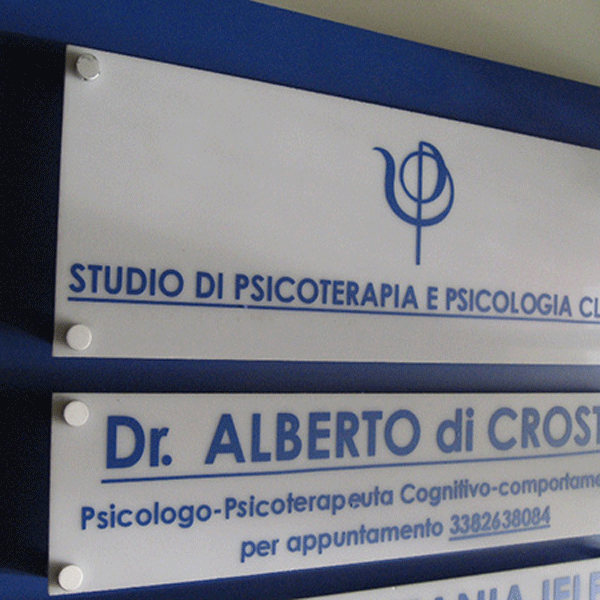 STUDIO DI PSICOTERAPIA E PSICOLOGIA CL
Dr. ALBERTO di CROST
Psicologo-Psicoterapeuta Cognitivo-comportame
per appuntamento 3382638084